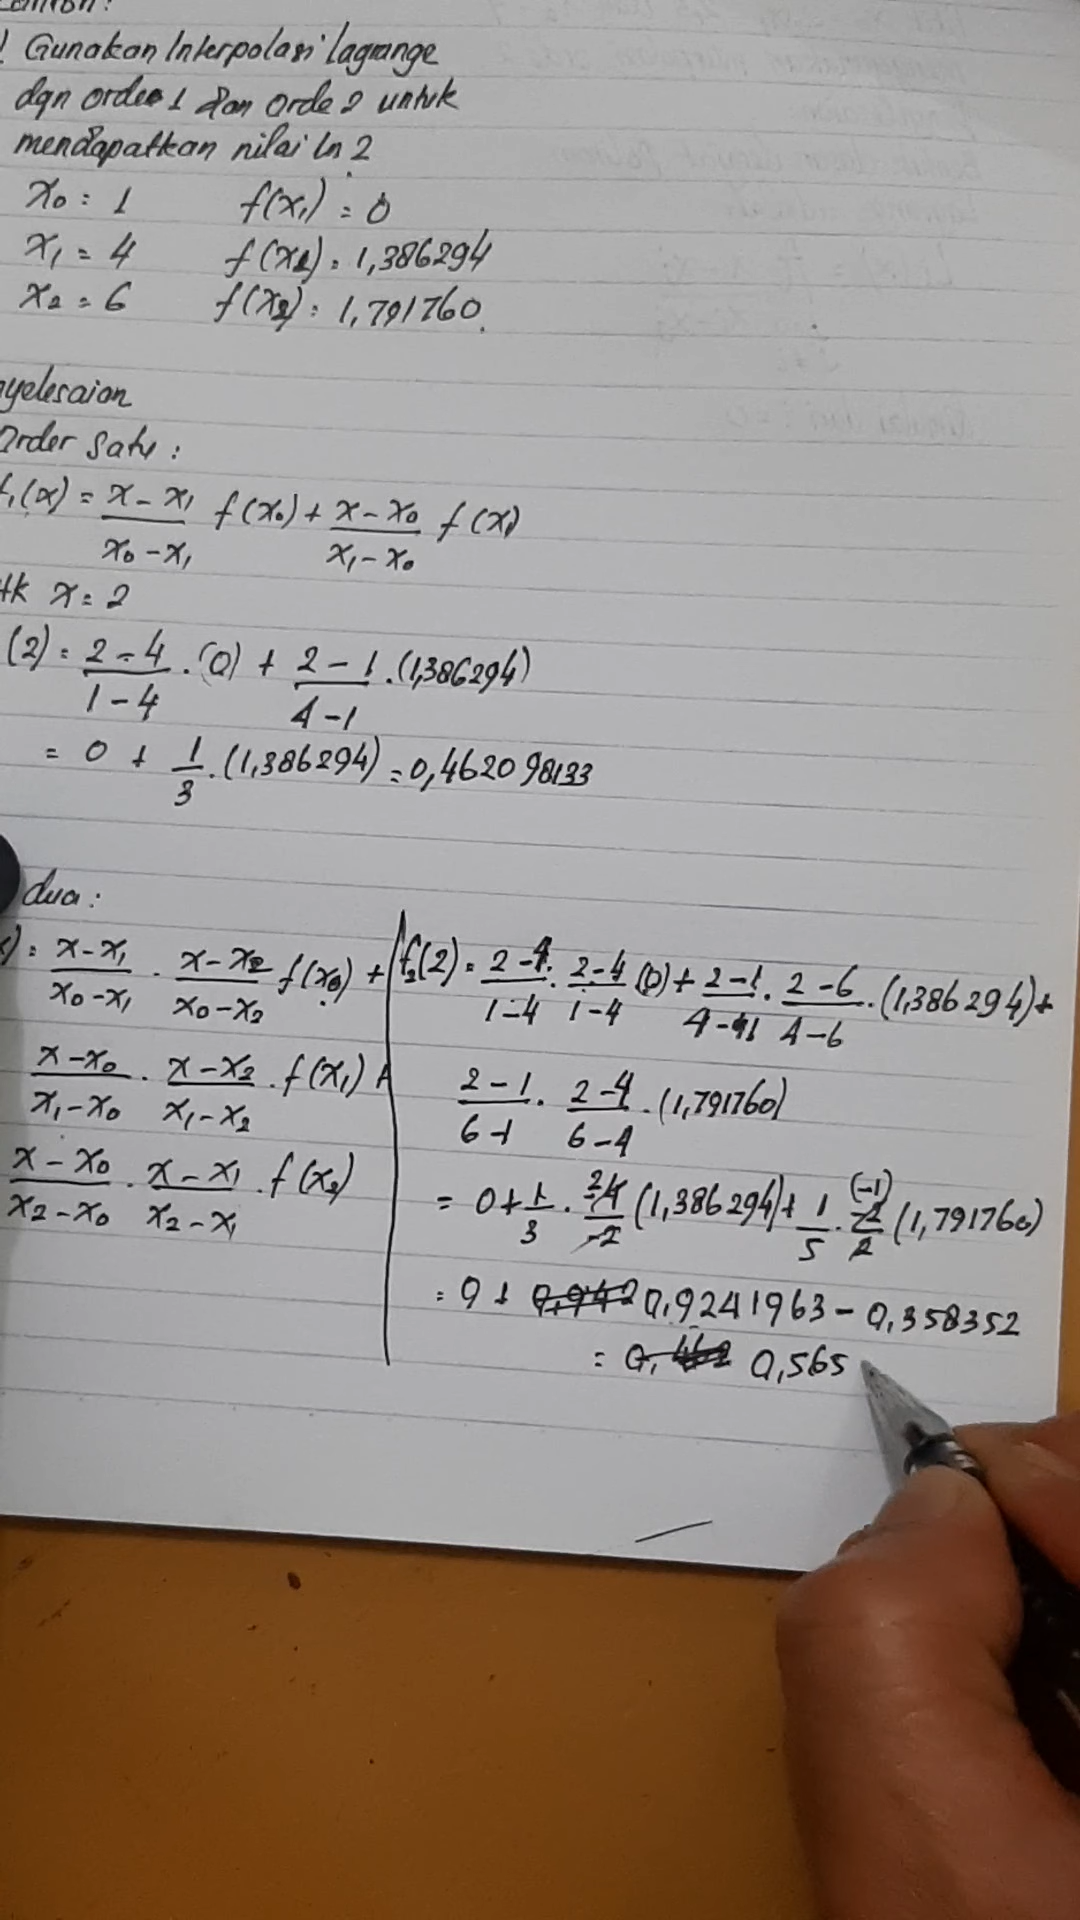 ! Gunakan Interpolasi Lagrange
dgn orde 1 dan Orde 2 untuk
mendapatkan nilai ln 2
x₀ = 1 f(x₁) = 0
x₁ = 4 f(x₂) = 1,386294
x₂ = 6 f(x₂) = 1,791760
yelesaian
Order Satu :
f₁(x) = (x - x₁)/(x₀ - x₁) f(x₀) + (x - x₀)/(x₁ - x₀) f(x₁)
tk x = 2
(2) = (2 - 4)/(1 - 4) . (0) + (2 - 1)/(4 - 1) . (1,386294)
= 0 + 1/3 . (1,386294) = 0,462098133
dua :
) = (x - x₁)/(x₀ - x₁) . (x - x₂)/(x₀ - x₂) f(x₀) +
(x - x₀)/(x₁ - x₀) . (x - x₂)/(x₁ - x₂) . f(x₁) +
(x - x₀)/(x₂ - x₀) . (x - x₁)/(x₂ - x₁) . f(x₂)
f₂(2) = (2 - 4)/(1 - 4) . (2 - 4)/(1 - 4) (0) + (2 - 1)/(4 - 1) . (2 - 6)/(4 - 6) . (1,386294) +
(2 - 1)/(6 - 1) . (2 - 4)/(6 - 4) . (1,791760)
= 0 + 1/3 . 2 -4/-2 (1,386294) + 1/5 . (-1) -2/2 (1,791760)
= 0 + 0,9241963 - 0,358352
= 0,565